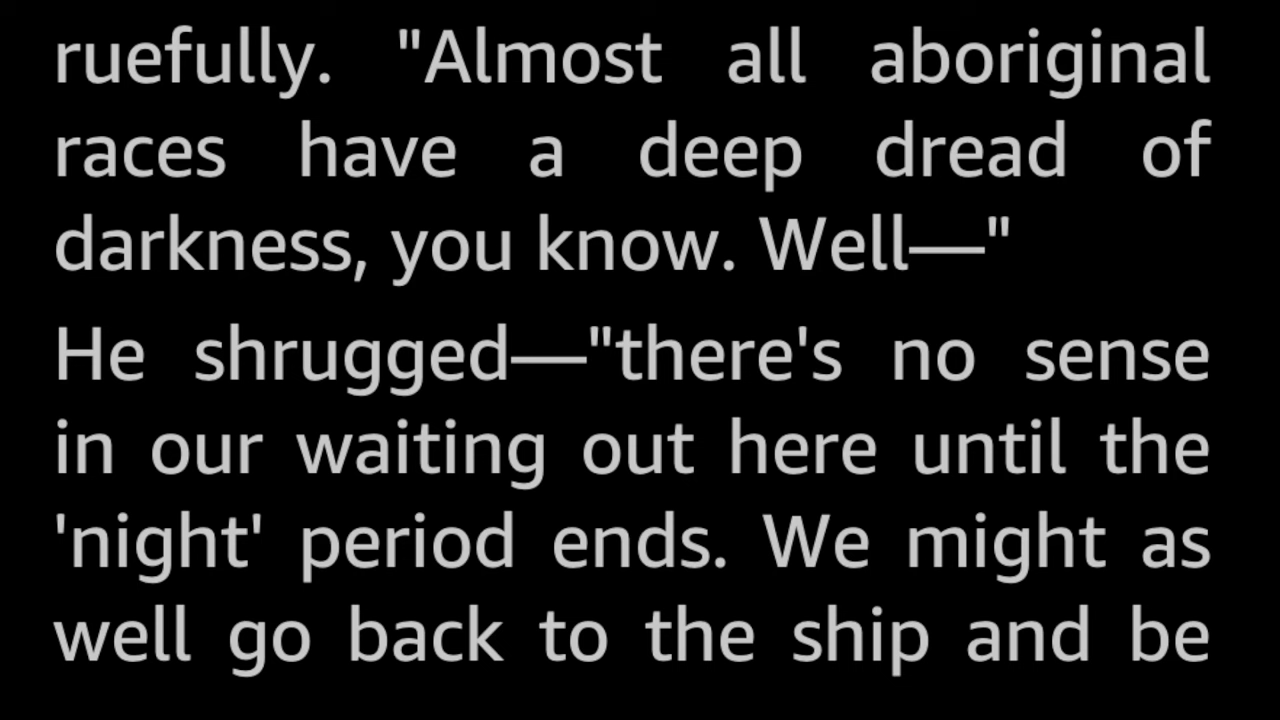 ruefully. "Almost all aboriginal
races have a deep dread of
darkness, you know. Well—"
He shrugged—"there's no sense
in our waiting out here until the
'night' period ends. We might as
well go back to the ship and be